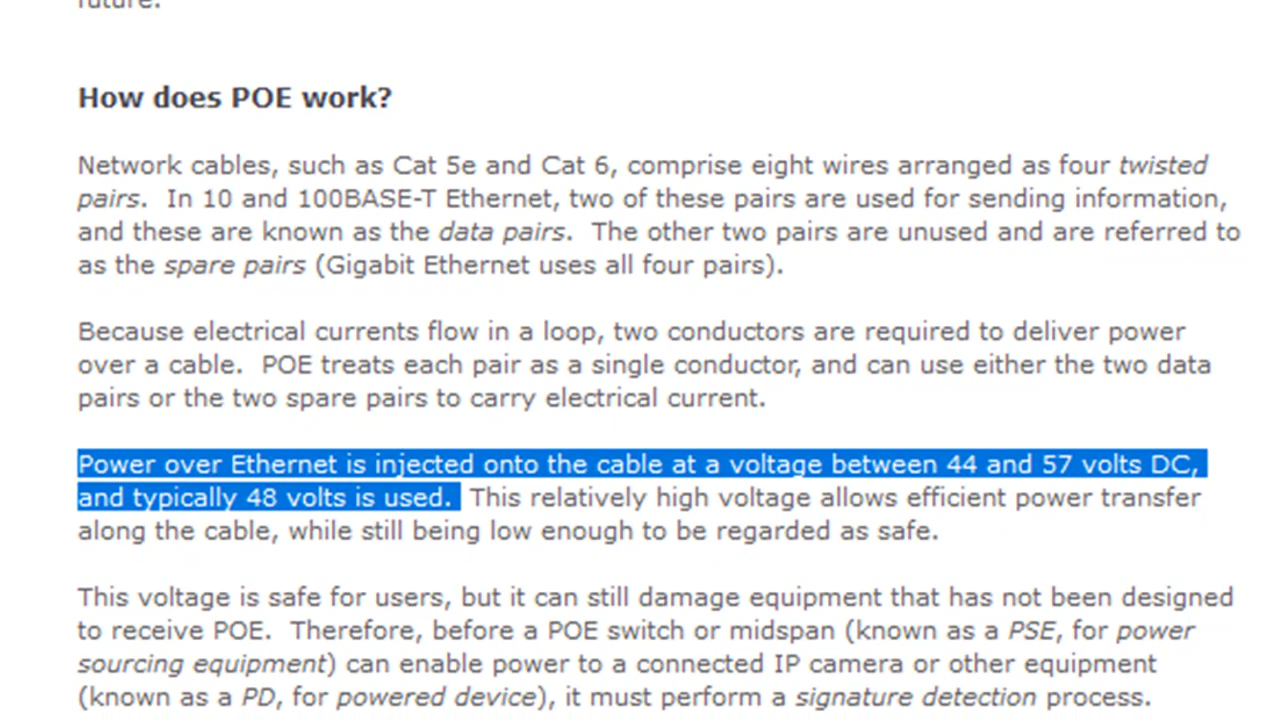 future.
How does POE work?
Network cables, such as Cat 5e and Cat 6, comprise eight wires arranged as four twisted
pairs.  In 10 and 100BASE-T Ethernet, two of these pairs are used for sending information,
and these are known as the data pairs.  The other two pairs are unused and are referred to
as the spare pairs (Gigabit Ethernet uses all four pairs).
Because electrical currents flow in a loop, two conductors are required to deliver power
over a cable.  POE treats each pair as a single conductor, and can use either the two data
pairs or the two spare pairs to carry electrical current.
Power over Ethernet is injected onto the cable at a voltage between 44 and 57 volts DC,
and typically 48 volts is used.  This relatively high voltage allows efficient power transfer
along the cable, while still being low enough to be regarded as safe.
This voltage is safe for users, but it can still damage equipment that has not been designed
to receive POE.  Therefore, before a POE switch or midspan (known as a PSE, for power
sourcing equipment) can enable power to a connected IP camera or other equipment
(known as a PD, for powered device), it must perform a signature detection process.